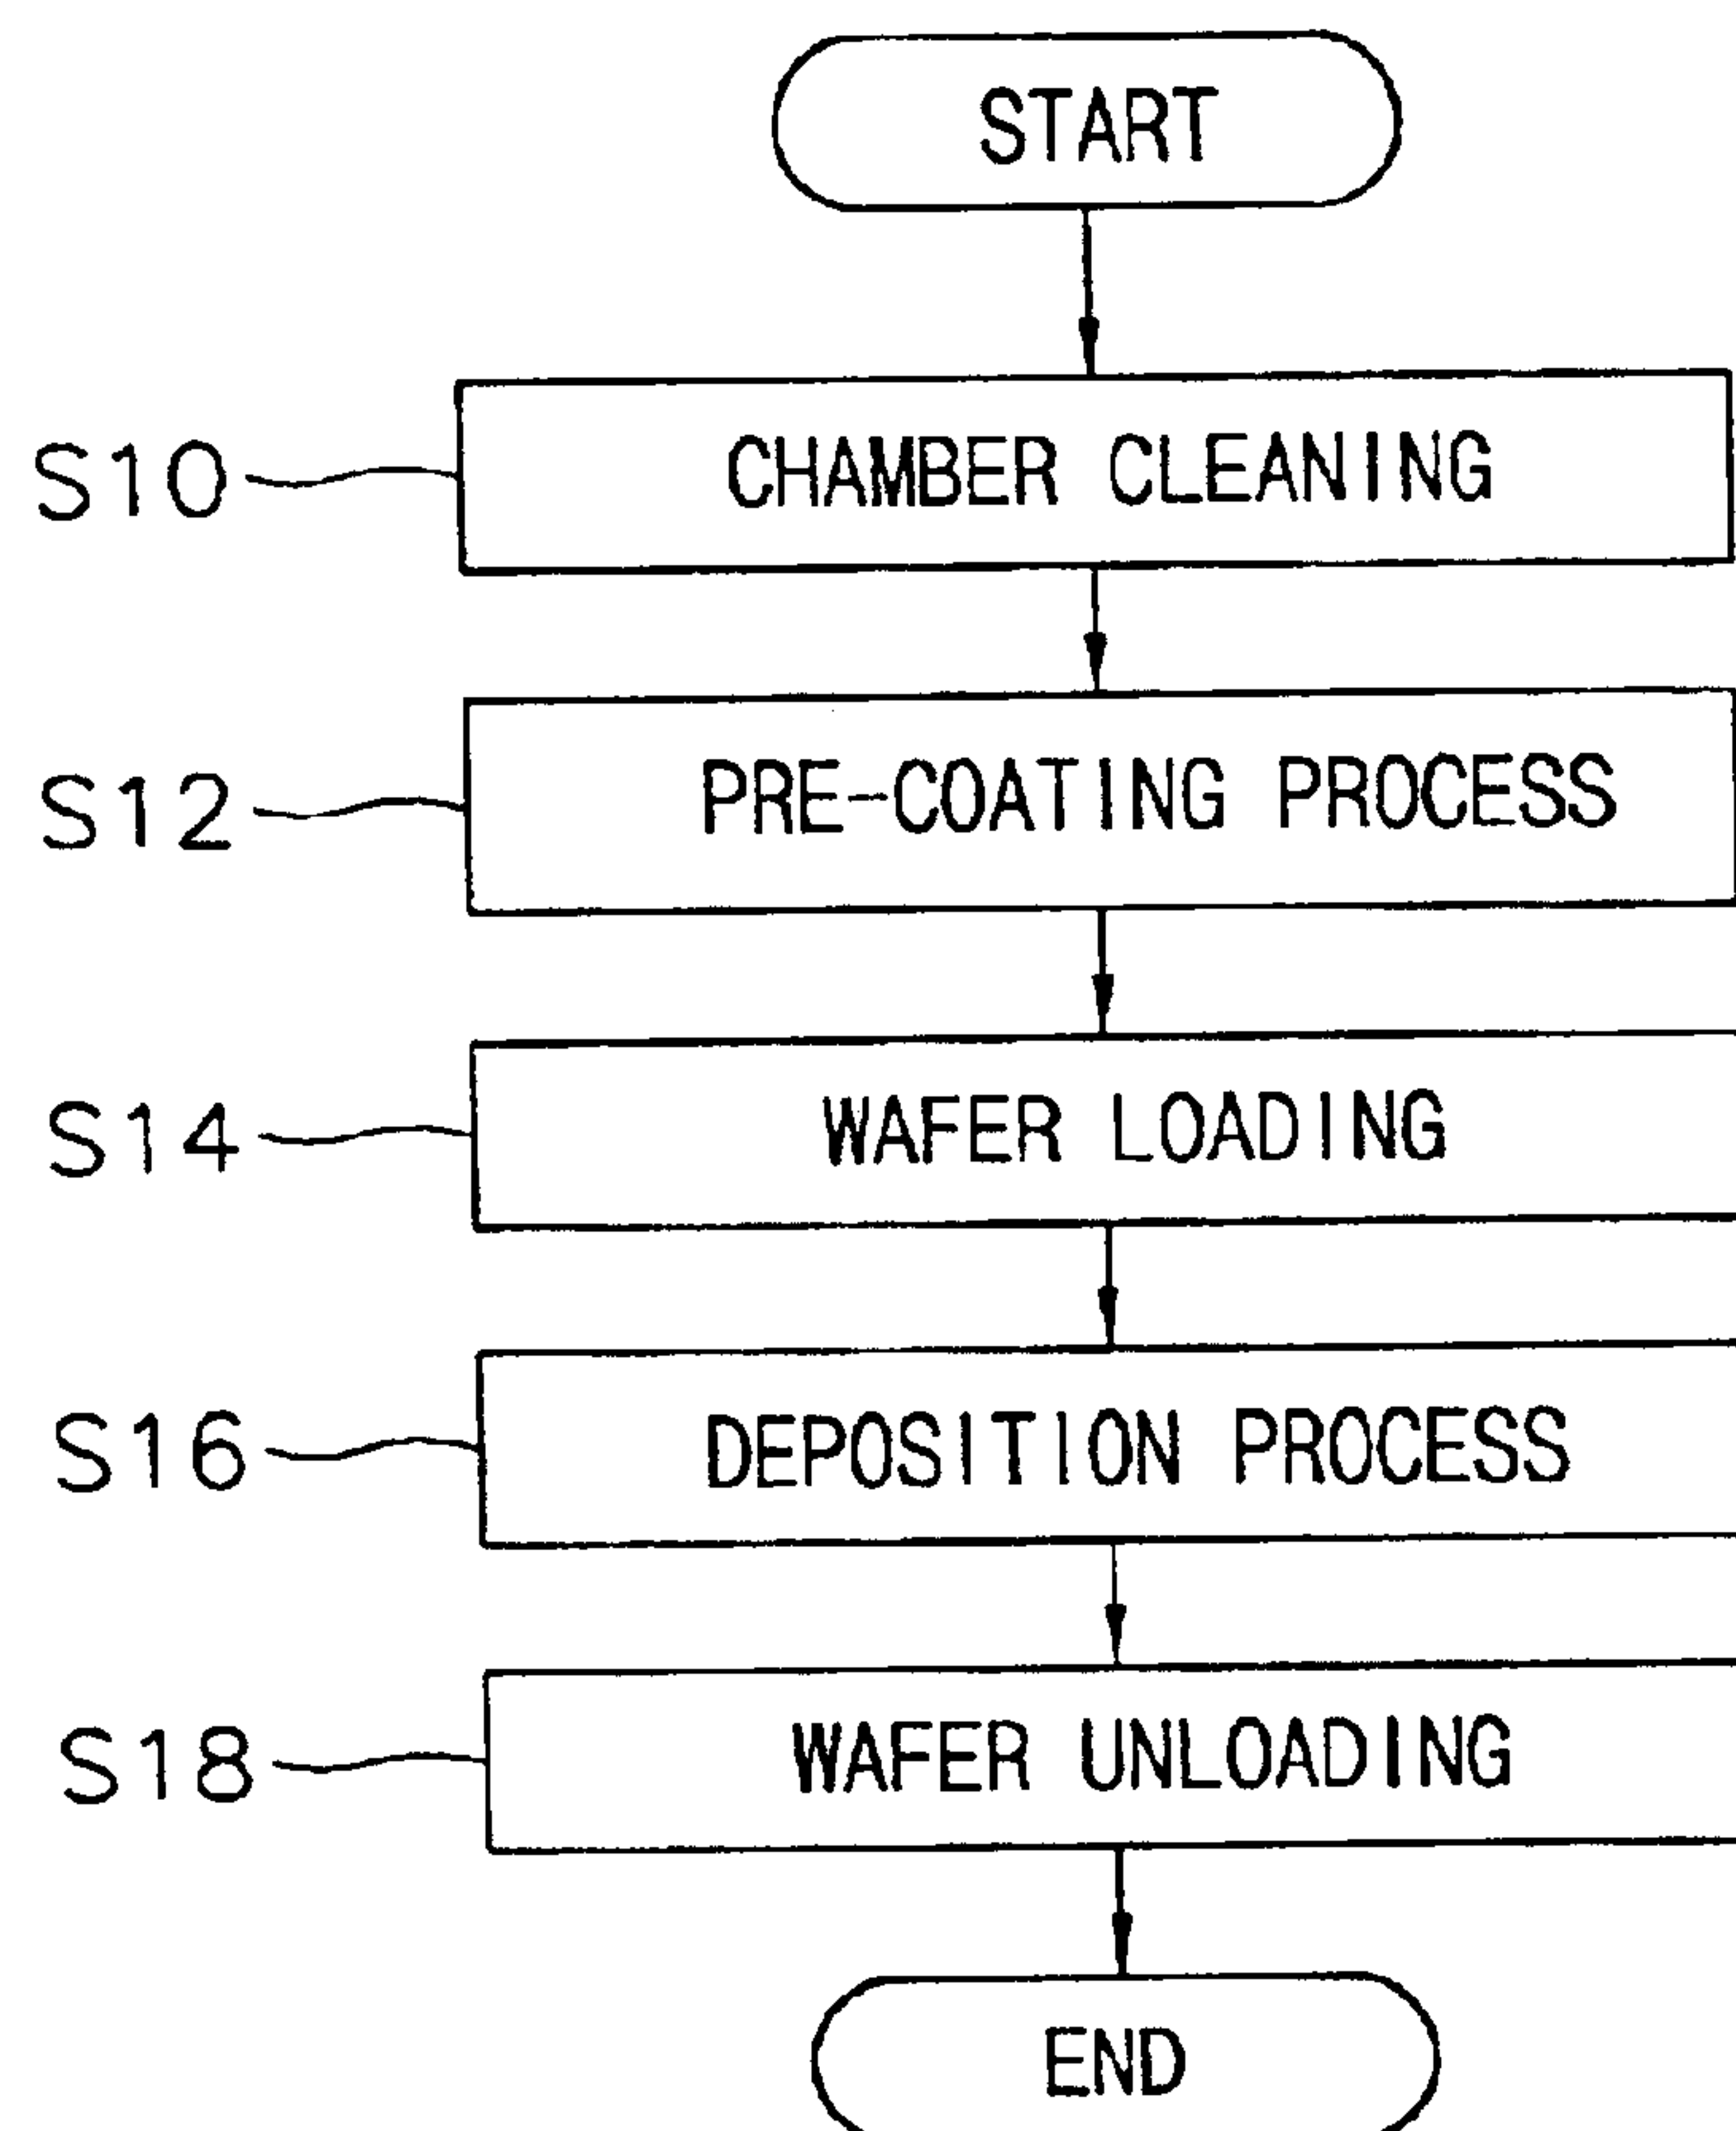 START
S10 CHAMBER CLEANING
S12 PRE-COATING PROCESS
S14 WAFER LOADING
S16 DEPOSITION PROCESS
S18 WAFER UNLOADING
END